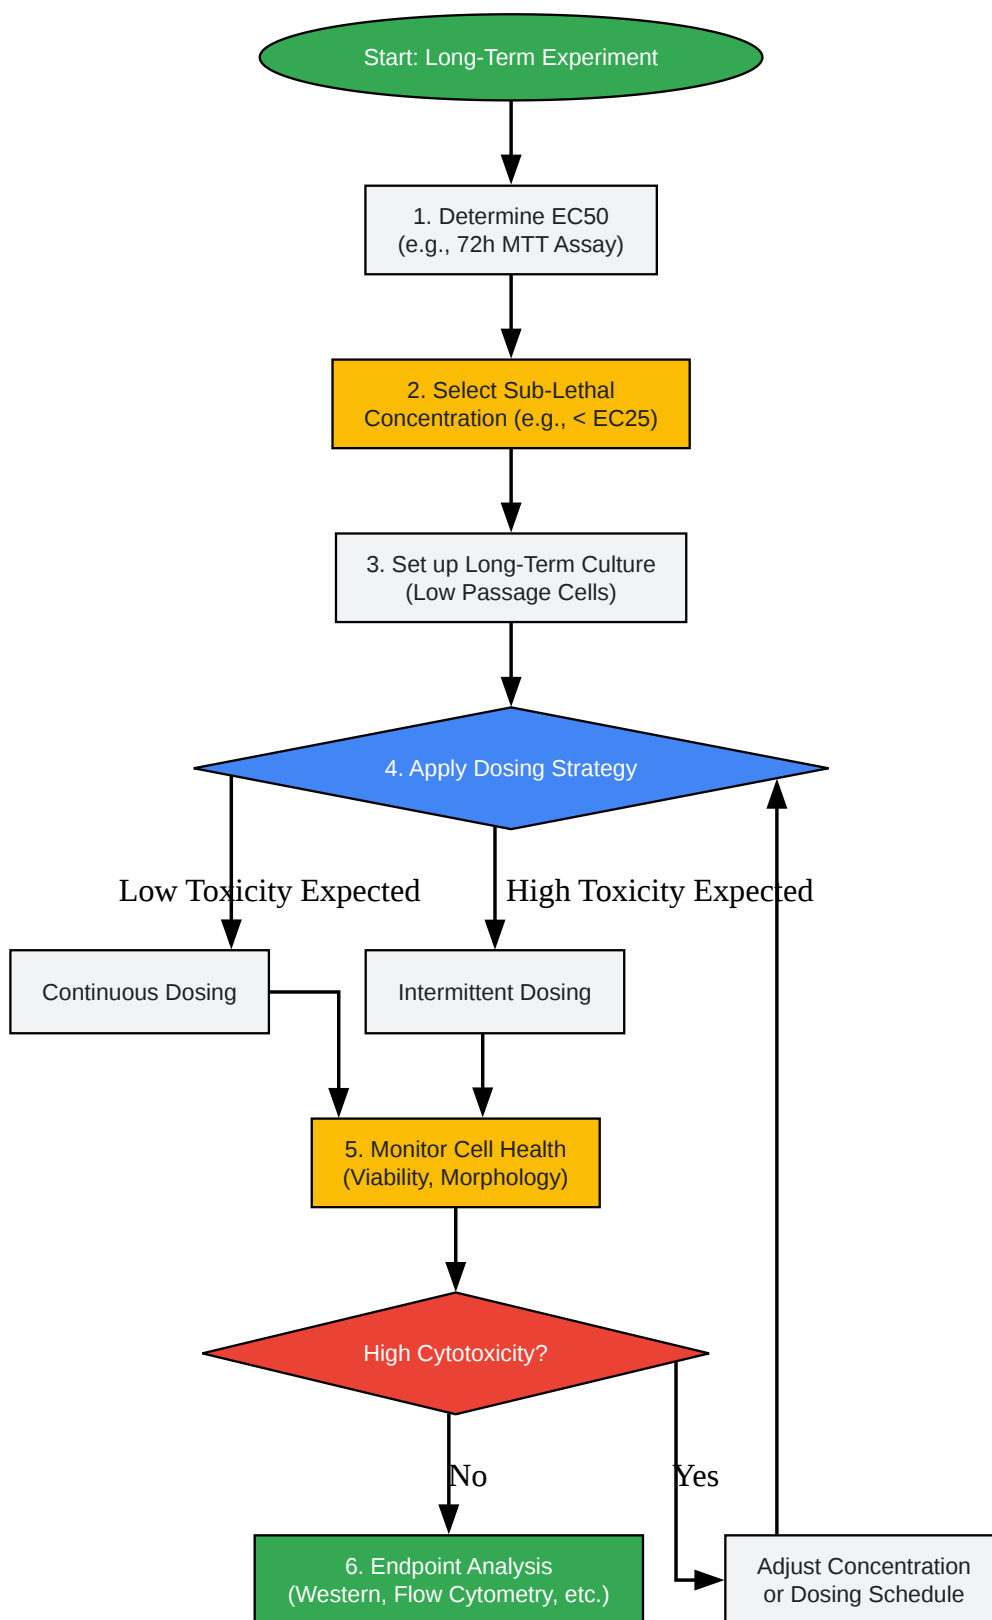 Start: Long-Term Experiment
1. Determine EC50
(e.g., 72h MTT Assay)
2. Select Sub-Lethal
Concentration (e.g., < EC25)
3. Set up Long-Term Culture
(Low Passage Cells)
4. Apply Dosing Strategy
Low Toxicity Expected
High Toxicity Expected
Continuous Dosing
Intermittent Dosing
5. Monitor Cell Health
(Viability, Morphology)
High Cytotoxicity?
No
Yes
6. Endpoint Analysis
(Western, Flow Cytometry, etc.)
Adjust Concentration
or Dosing Schedule